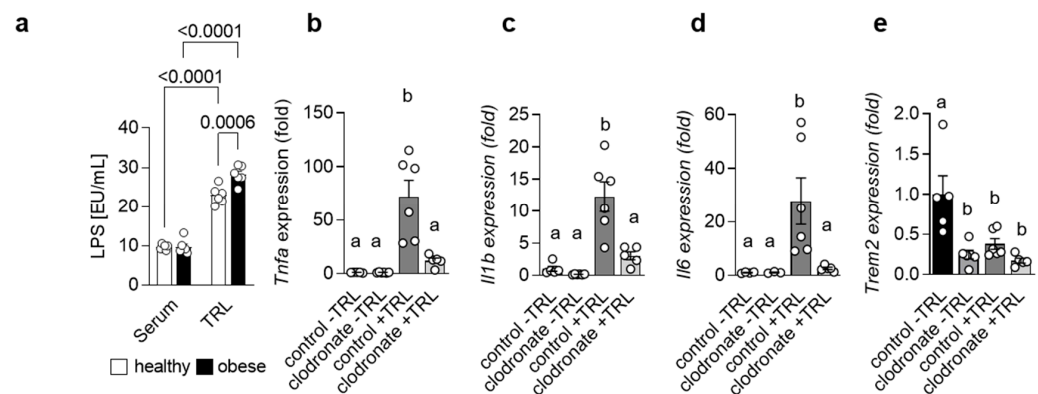 a
LPS [EU/mL]
40
30
20
10
0
<0.0001
<0.0001
0.0006
Serum
TRL
healthy
obese
b
Tnfa expression (fold)
150
100
50
0
a
a
b
a
control -TRL
clodronate -TRL
control +TRL
clodronate +TRL
c
Il1b expression (fold)
25
20
15
10
5
0
a
a
b
a
control -TRL
clodronate -TRL
control +TRL
clodronate +TRL
d
Il6 expression (fold)
60
40
20
0
a
a
b
a
control -TRL
clodronate -TRL
control +TRL
clodronate +TRL
e
Trem2 expression (fold)
2.0
1.5
1.0
0.5
0.0
a
b
b
b
control -TRL
clodronate -TRL
control +TRL
clodronate +TRL